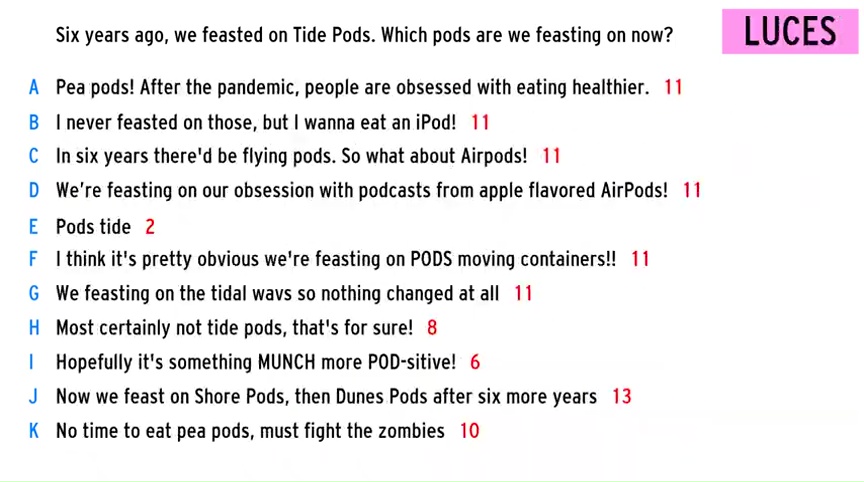 Six years ago, we feasted on Tide Pods. Which pods are we feasting on now?
LUCES
A Pea pods! After the pandemic, people are obsessed with eating healthier. 11
B I never feasted on those, but I wanna eat an iPod! 11
C In six years there'd be flying pods. So what about Airpods! 11
D We're feasting on our obsession with podcasts from apple flavored AirPods! 11
E Pods tide 2
F I think it's pretty obvious we're feasting on PODS moving containers!! 11
G We feasting on the tidal wavs so nothing changed at all 11
H Most certainly not tide pods, that's for sure! 8
I Hopefully it's something MUNCH more POD-sitive! 6
J Now we feast on Shore Pods, then Dunes Pods after six more years 13
K No time to eat pea pods, must fight the zombies 10